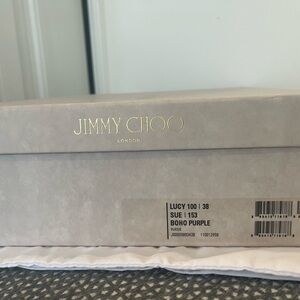 JIMMY CHOO
LONDON
LUCY 100 | 38
SUE | 153
BOHO PURPLE